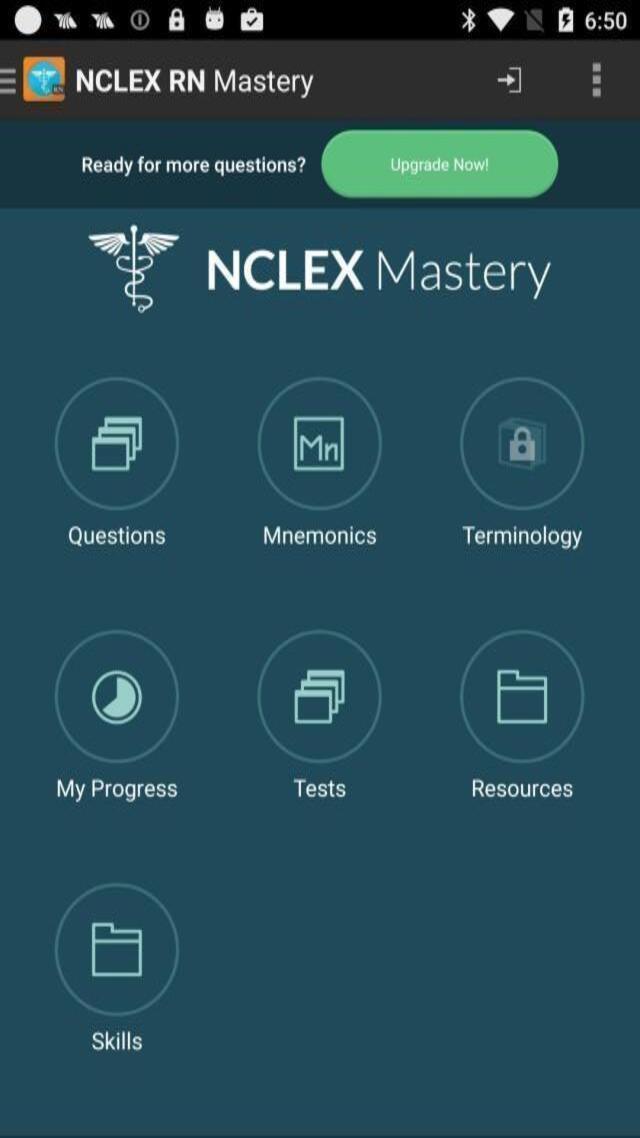 6:50
NCLEX RN Mastery
Ready for more questions? Upgrade Now!
NCLEX Mastery
Mn
Questions Mnemonics Terminology
My Progress Tests Resources
Skills